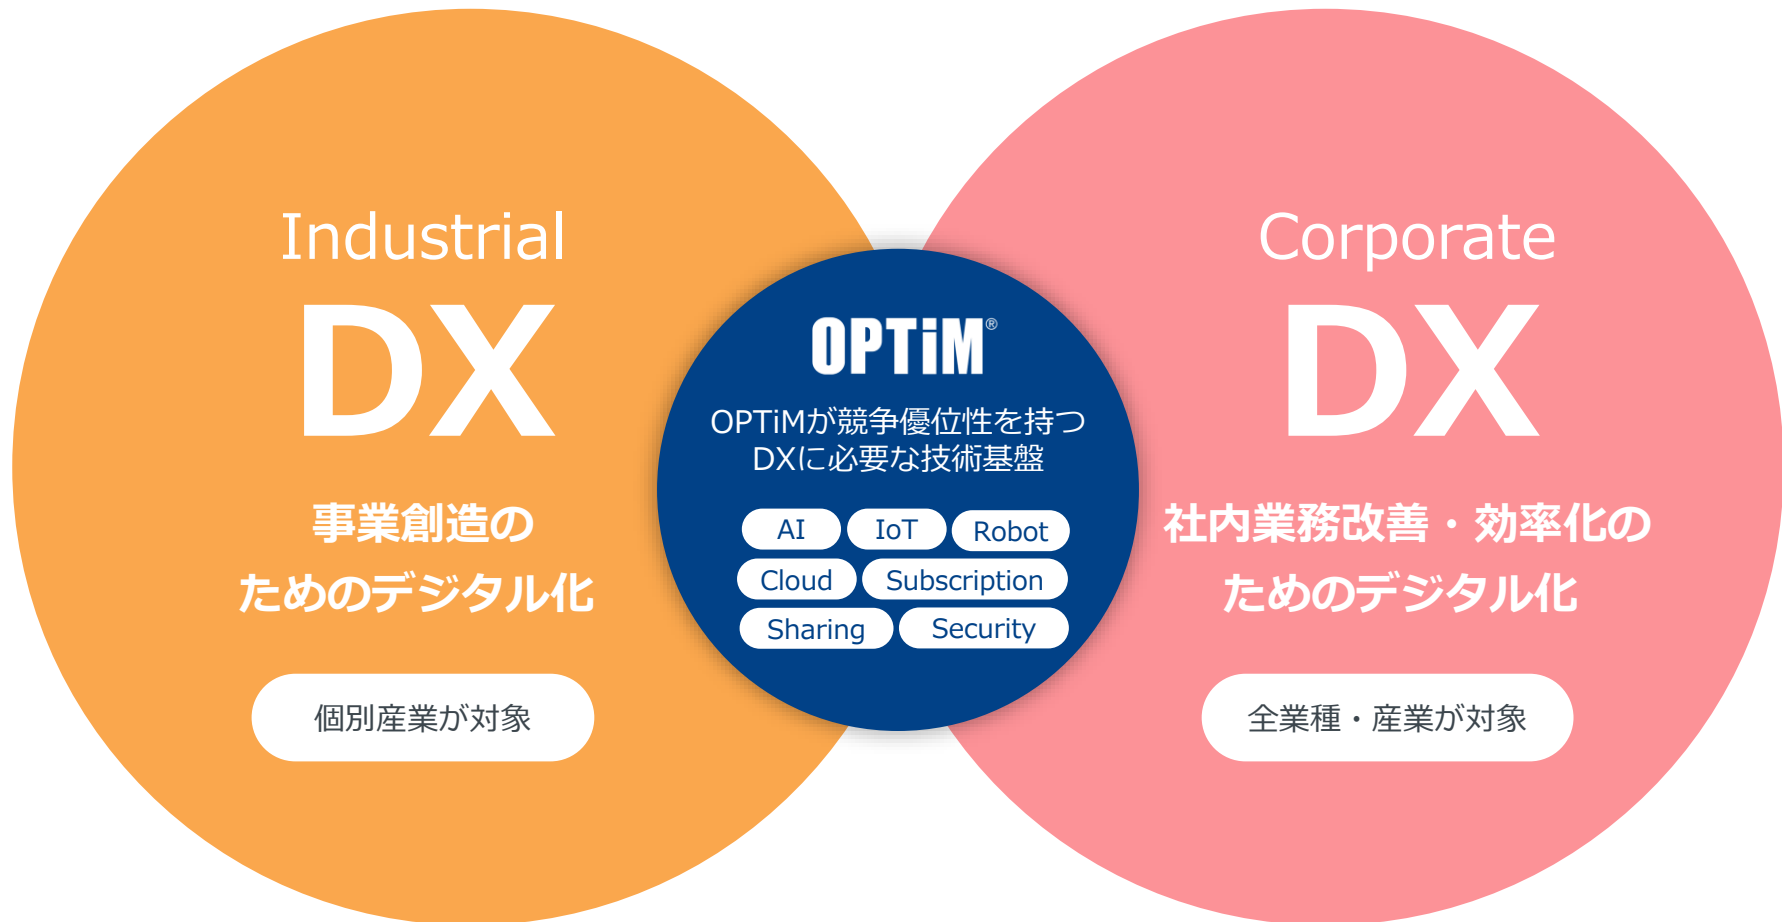 Industrial
DX
事業創造の
ためのデジタル化
個別産業が対象
OPTiM®
OPTiMが競争優位性を持つ
DXに必要な技術基盤
AI IoT Robot
Cloud Subscription
Sharing Security
Corporate
DX
社内業務改善・効率化の
ためのデジタル化
全業種・産業が対象